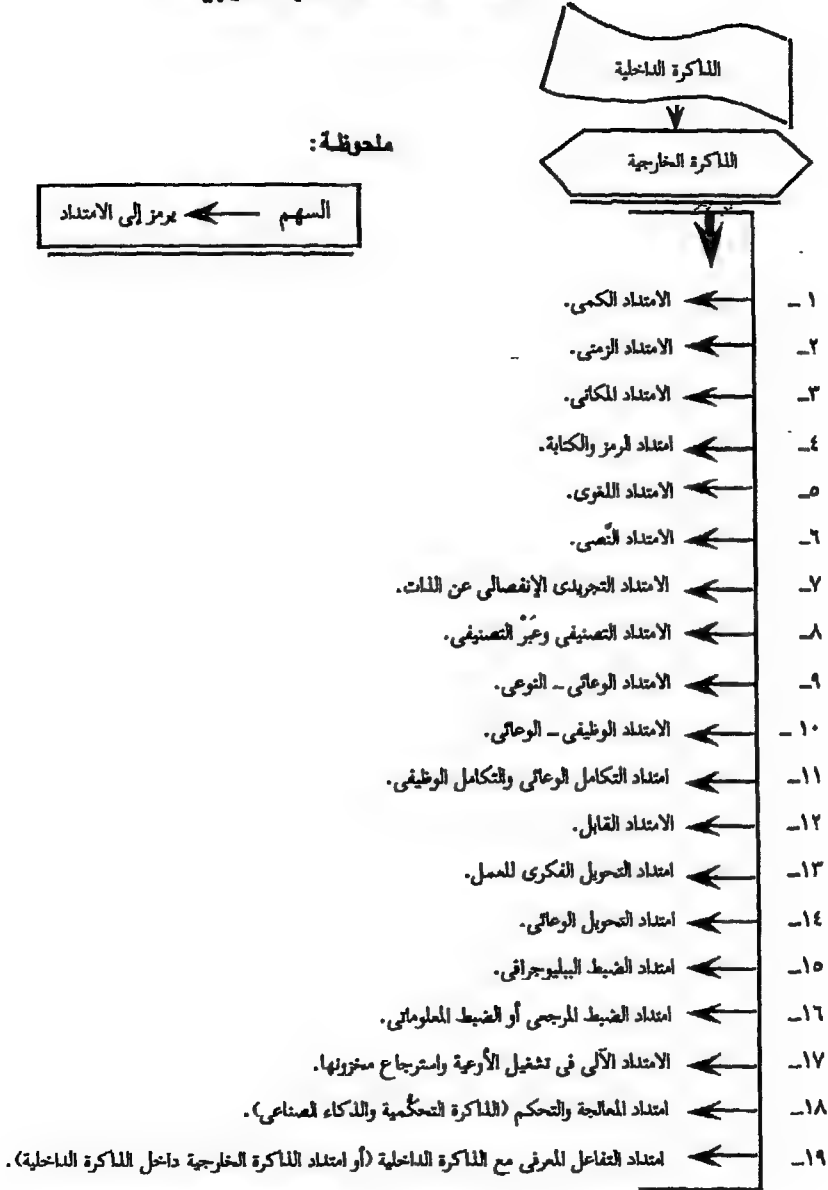 الذاكرة الداخلية
الذاكرة الخارجية
ملحوظة:
السهم يرمز إلى الامتداد
١ـ الامتداد الكمى.
٢ـ الامتداد الزمنى.
٣ـ الامتداد المكانى.
٤ـ امتداد الرمز والكتابة.
٥ـ الامتداد اللغوى.
٦ـ الامتداد النَّصى.
٧ـ الامتداد التجريدى الإنفصالى عن الذات.
٨ـ الامتداد التصنيفى وعَبْرَ التصنيفى.
٩ـ الامتداد الوعائى ـ النوعى.
١٠ـ الامتداد الوظيفى ـ الوعائى.
١١ـ امتداد التكامل الوعائى والتكامل الوظيفى.
١٢ـ الامتداد القابل.
١٣ـ امتداد التحويل الفكرى للعمل.
١٤ـ امتداد التحويل الوعائى.
١٥ـ امتداد الضبط الببليوجرافى.
١٦ـ امتداد الضبط المرجعى أو الضبط المعلوماتى.
١٧ـ الامتداد الآلى فى تشغيل الأوعية واسترجاع مخزونها.
١٨ـ امتداد المعالجة والتحكم (الذاكرة التحكُّمية والذكاء الصناعى).
١٩ـ امتداد التفاعل المعرفى مع الذاكرة الداخلية (أو امتداد الذاكرة الخارجية داخل الذاكرة الداخلية).